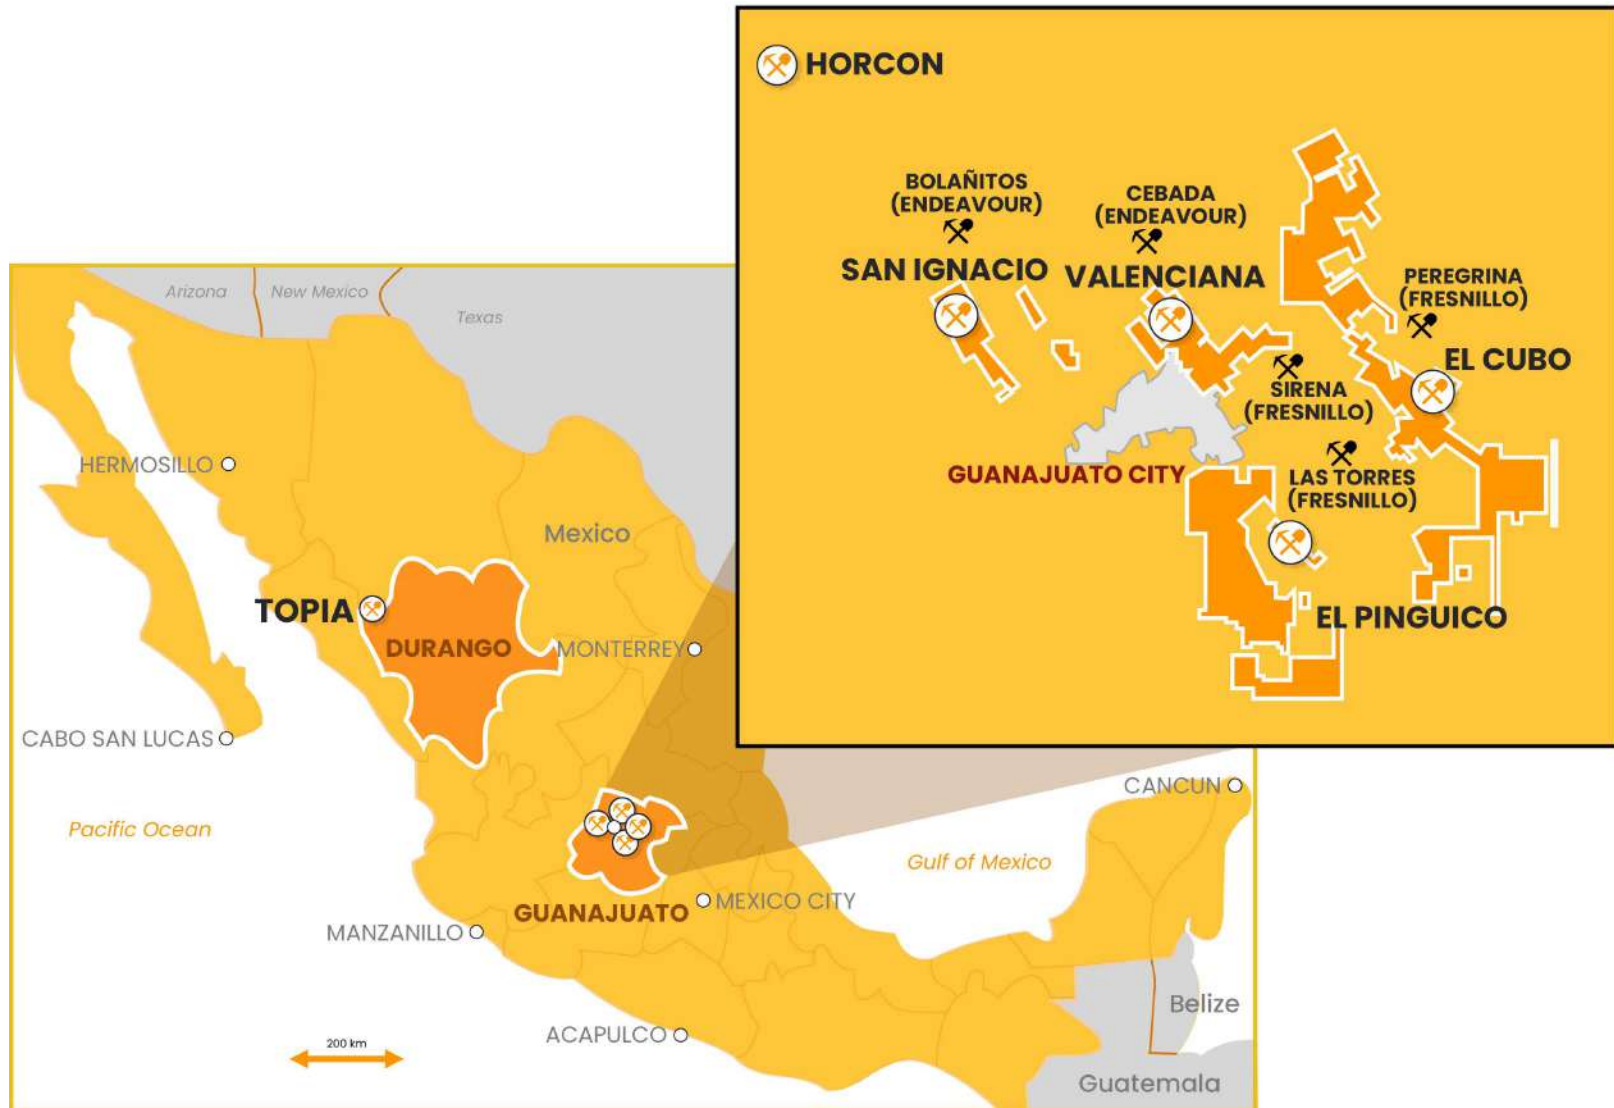 HORCON
BOLAÑITOS
(ENDEAVOUR)
CEBADA
(ENDEAVOUR)
SAN IGNACIO
VALENCIANA
PEREGRINA
(FRESNILLO)
EL CUBO
SIRENA
(FRESNILLO)
GUANAJUATO CITY
LAS TORRES
(FRESNILLO)
EL PINGUICO
Arizona
New Mexico
Texas
HERMOSILLO
Mexico
TOPIA
DURANGO
MONTERREY
CABO SAN LUCAS
CANCUN
Pacific Ocean
Gulf of Mexico
GUANAJUATO
MEXICO CITY
MANZANILLO
Belize
ACAPULCO
200 km
Guatemala